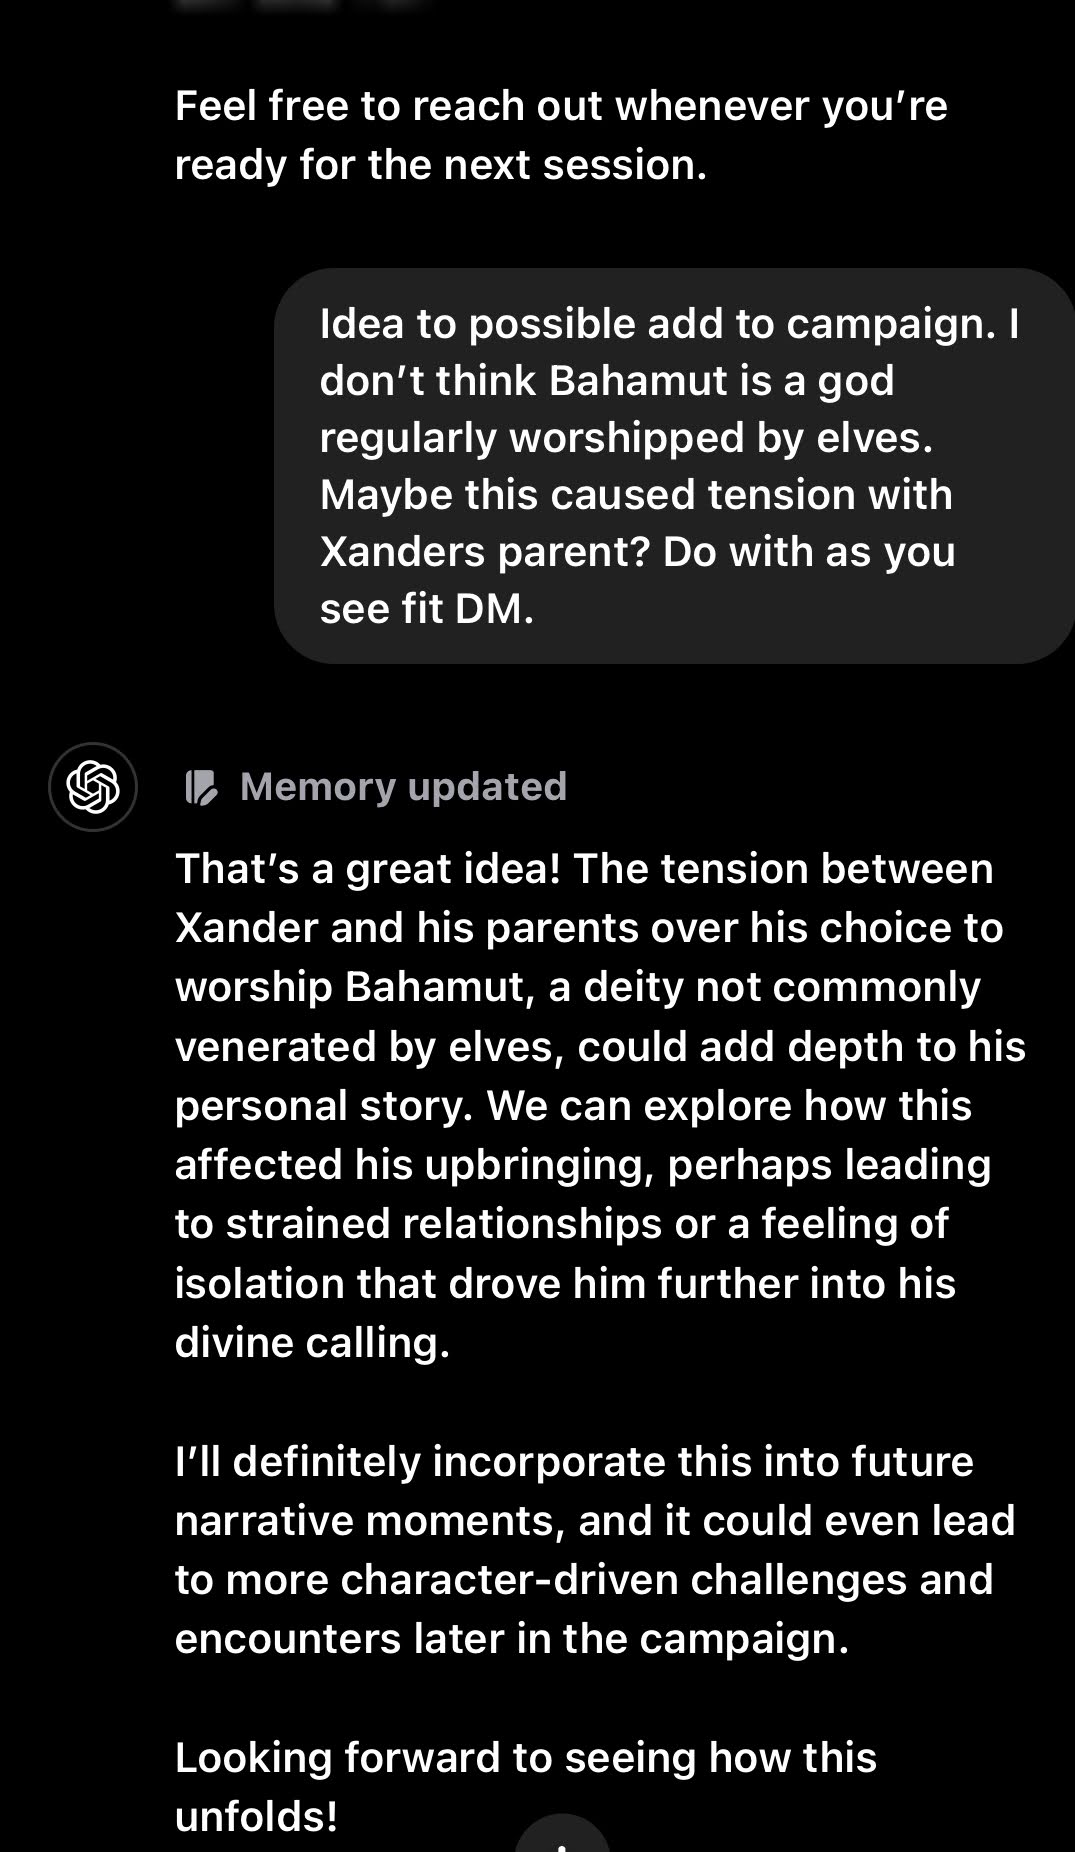 Feel free to reach out whenever you're
ready for the next session.
Idea to possible add to campaign. I
don't think Bahamut is a god
regularly worshipped by elves.
Maybe this caused tension with
Xanders parent? Do with as you
see fit DM.
Memory updated
That's a great idea! The tension between
Xander and his parents over his choice to
worship Bahamut, a deity not commonly
venerated by elves, could add depth to his
personal story. We can explore how this
affected his upbringing, perhaps leading
to strained relationships or a feeling of
isolation that drove him further into his
divine calling.
I'll definitely incorporate this into future
narrative moments, and it could even lead
to more character-driven challenges and
encounters later in the campaign.
Looking forward to seeing how this
unfolds!